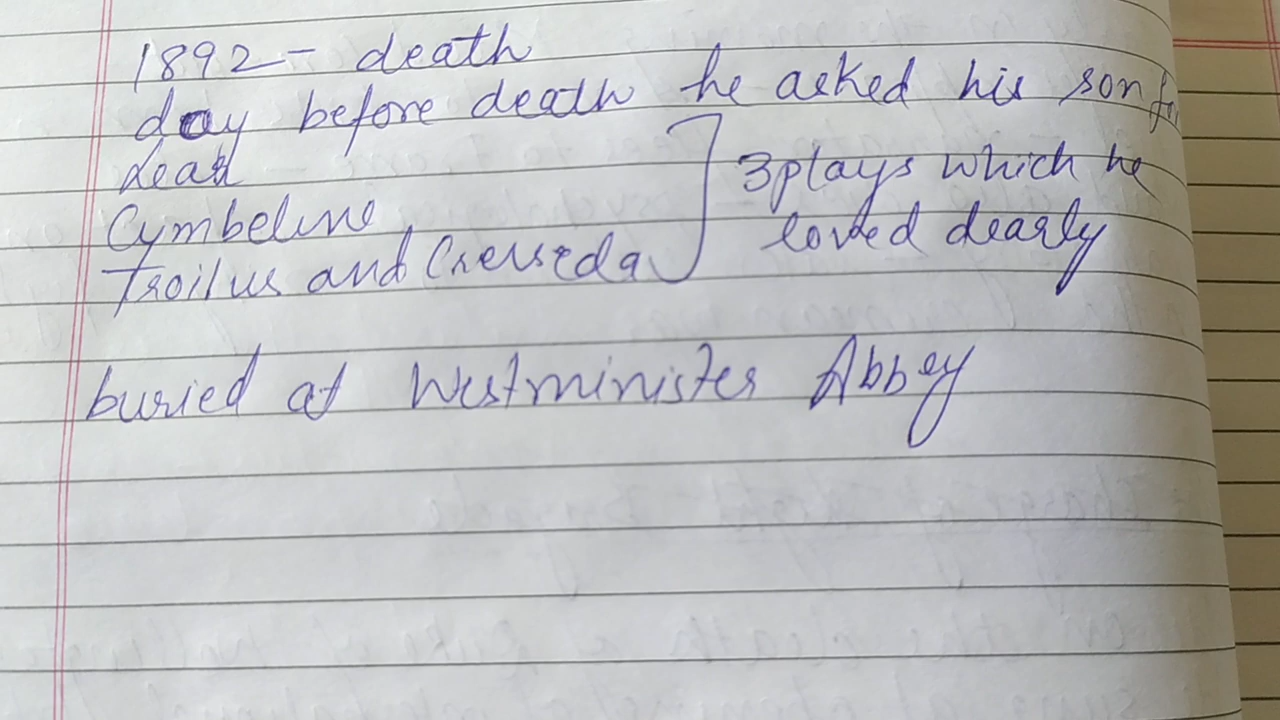 1892 - death
day before death he asked his son for
Lear
Cymbeline
Troilus and Cresseida
3 plays which he
loved dearly
buried at Westminister Abbey